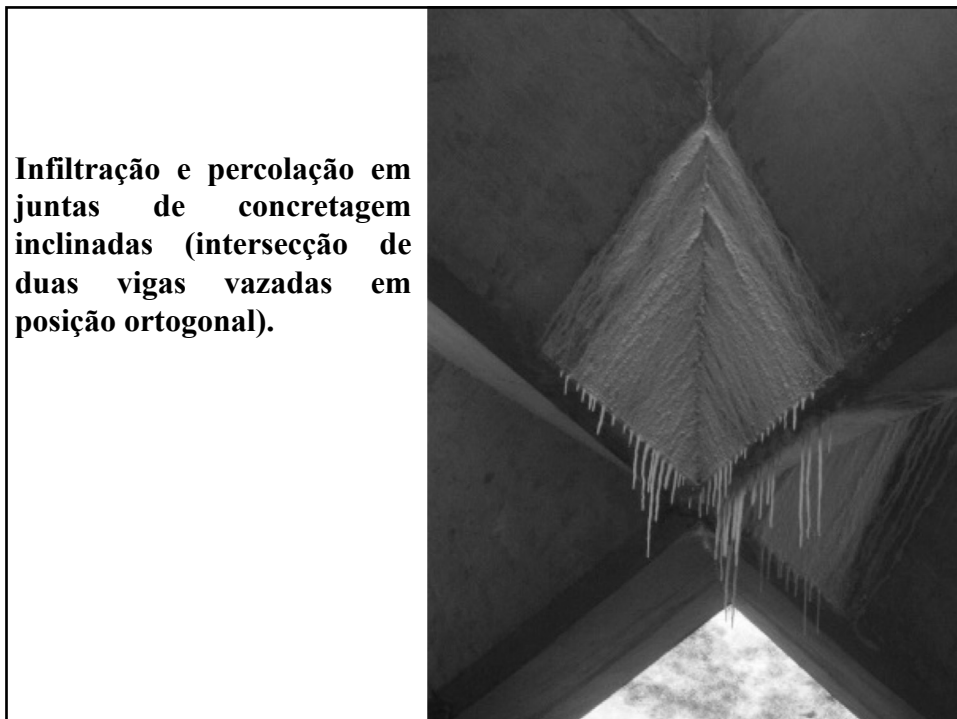 Infiltração e percolação em
juntas de concretagem
inclinadas (intersecção de
duas vigas vazadas em
posição ortogonal).